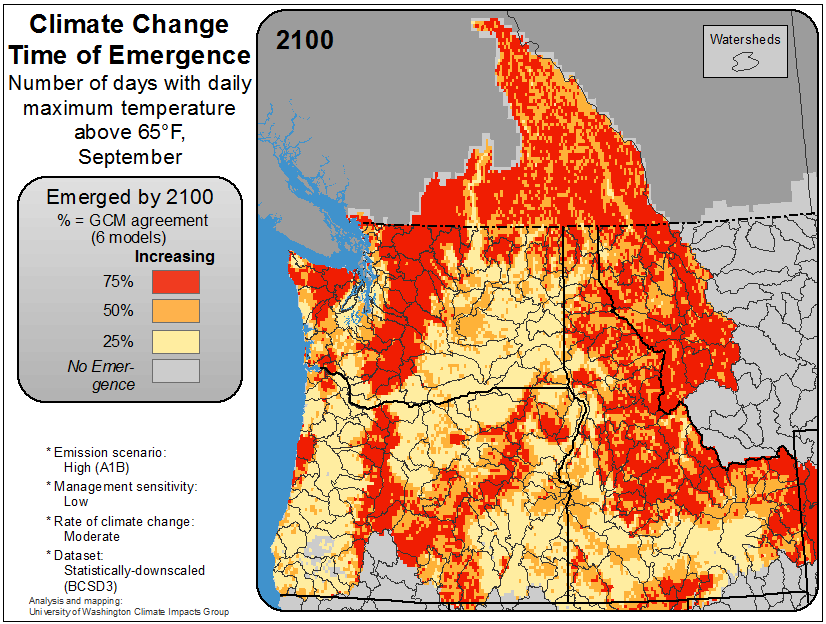 Climate Change
Time of Emergence
Number of days with daily
maximum temperature
above 65°F,
September
Emerged by 2100
% = GCM agreement
(6 models)
Increasing
75%
50%
25%
No Emer-
gence
* Emission scenario:
High (A1B)
* Management sensitivity:
Low
* Rate of climate change:
Moderate
* Dataset:
Statistically-downscaled
(BCSD3)
Analysis and mapping:
University of Washington Climate Impacts Group
2100
Watersheds